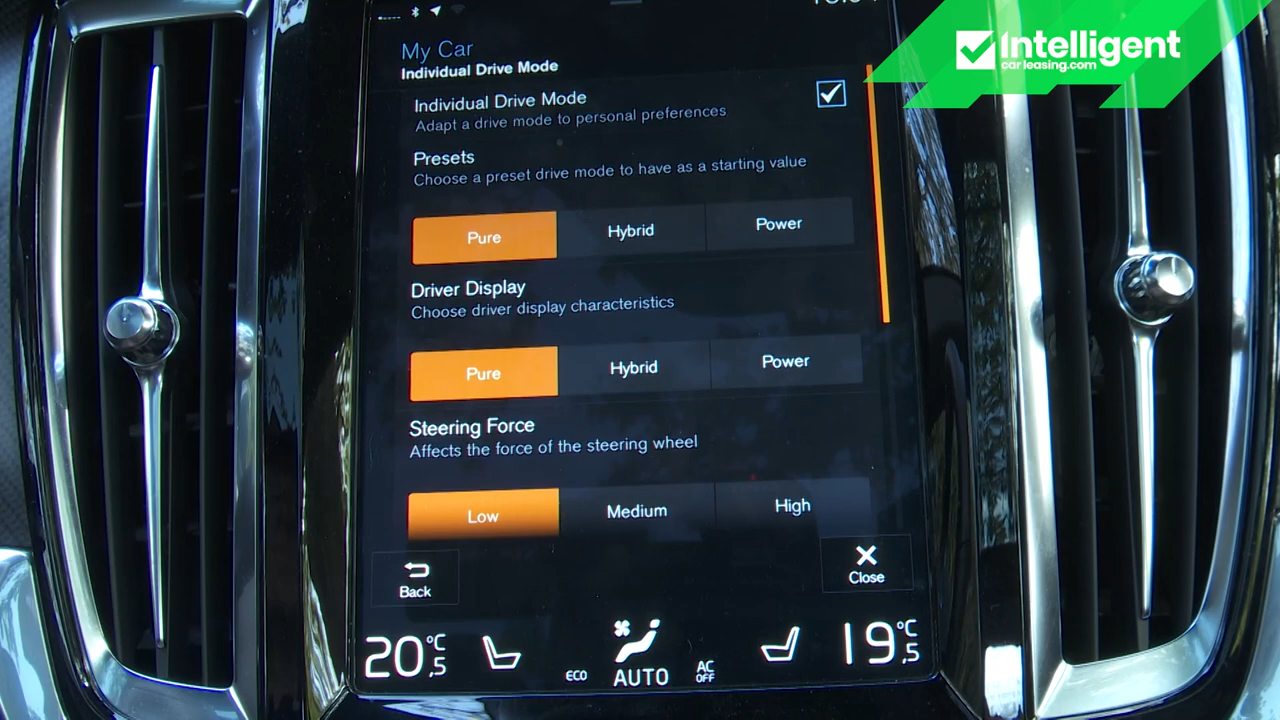 Intelligent
carleasing.com
My Car
Individual Drive Mode
Individual Drive Mode
Adapt a drive mode to personal preferences
Presets
Choose a preset drive mode to have as a starting value
Pure Hybrid Power
Driver Display
Choose driver display characteristics
Pure Hybrid Power
Steering Force
Affects the force of the steering wheel
Low Medium High
Back Close
20,5 °C ECO AUTO AC OFF 19,5 °C